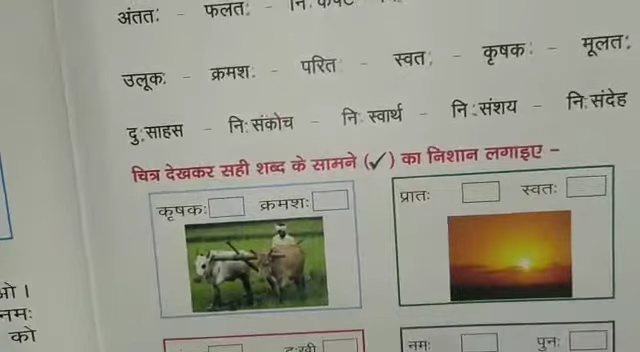 अंततः - फलतः -
उलूकः - क्रमशः - परितः - स्वतः - कृषकः - मूलतः
दुःसाहस - निःसंकोच - निःस्वार्थ - निःसंशय - निःसंदेह
चित्र देखकर सही शब्द के सामने (✓) का निशान लगाइए -
कृषकः क्रमशः
प्रातः स्वतः
नमः
को
नमः पुनः